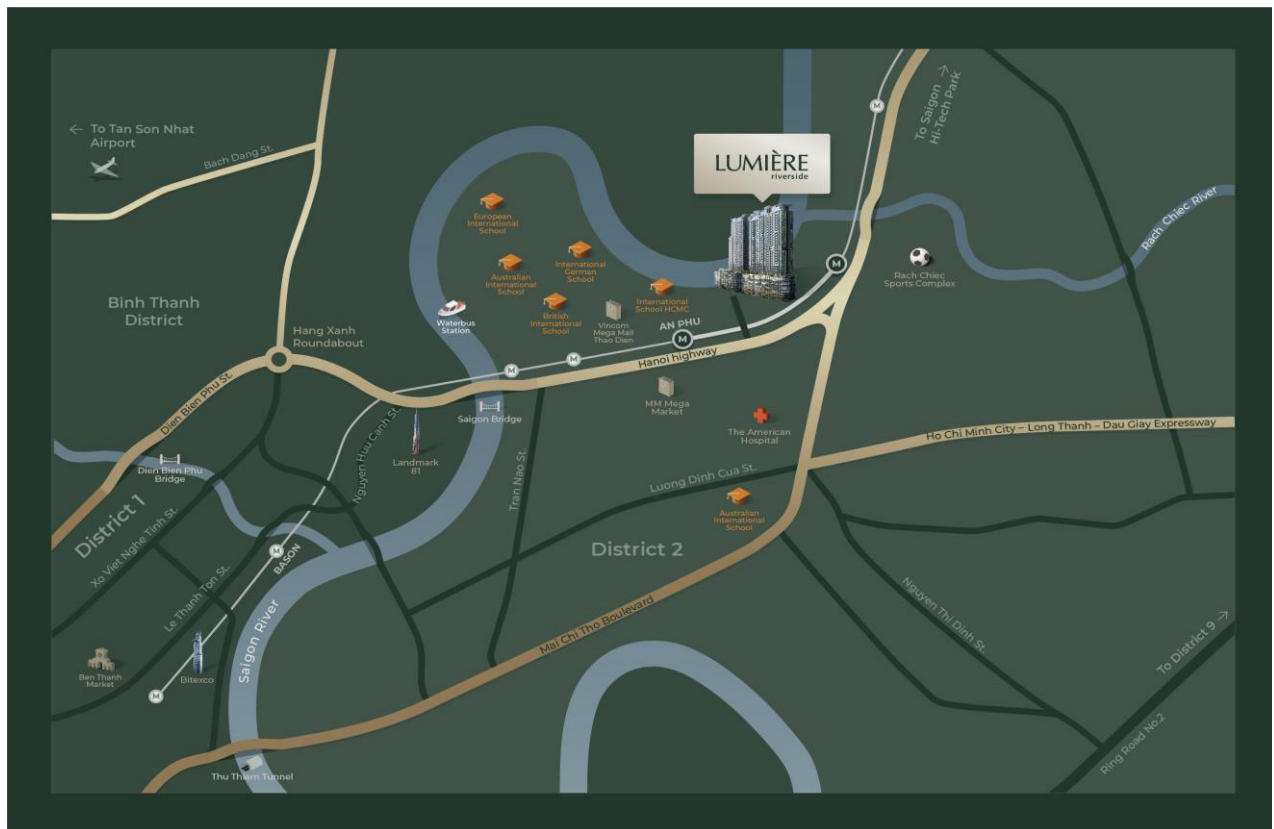 ← To Tan Son Nhat
Airport
Bach Dang St.
To Saigon
Hi-Tech Park
M
LUMIÈRE
riverside
European
International
School
Rach Chiec River
Australian
International
School
International
German
School
M
Rach Chiec
Sports Complex
Binh Thanh
District
Waterbus
Station
British
International
School
Vincom
Mega Mall
Thao Dien
International
School HCMC
Hang Xanh
Roundabout
AN PHU
M
M
M
Hanoi highway
Dien Bien Phu St.
Saigon Bridge
MM Mega
Market
The American
Hospital
Nguyen Huu Canh St.
Landmark
81
Ho Chi Minh City – Long Thanh – Dau Giay Expressway
Dien Bien Phu
Bridge
Tran Nao St.
Luong Dinh Cua St.
District 1
Australian
International
School
Xo Viet Nghe Tinh St.
M
BASON
District 2
Le Thanh Ton St.
Saigon River
Mai Chi Tho Boulevard
Nguyen Thi Dinh St.
To District 9 →
Ben Thanh
Market
Bitexco
M
Ring Road No.2
Thu Thiem Tunnel